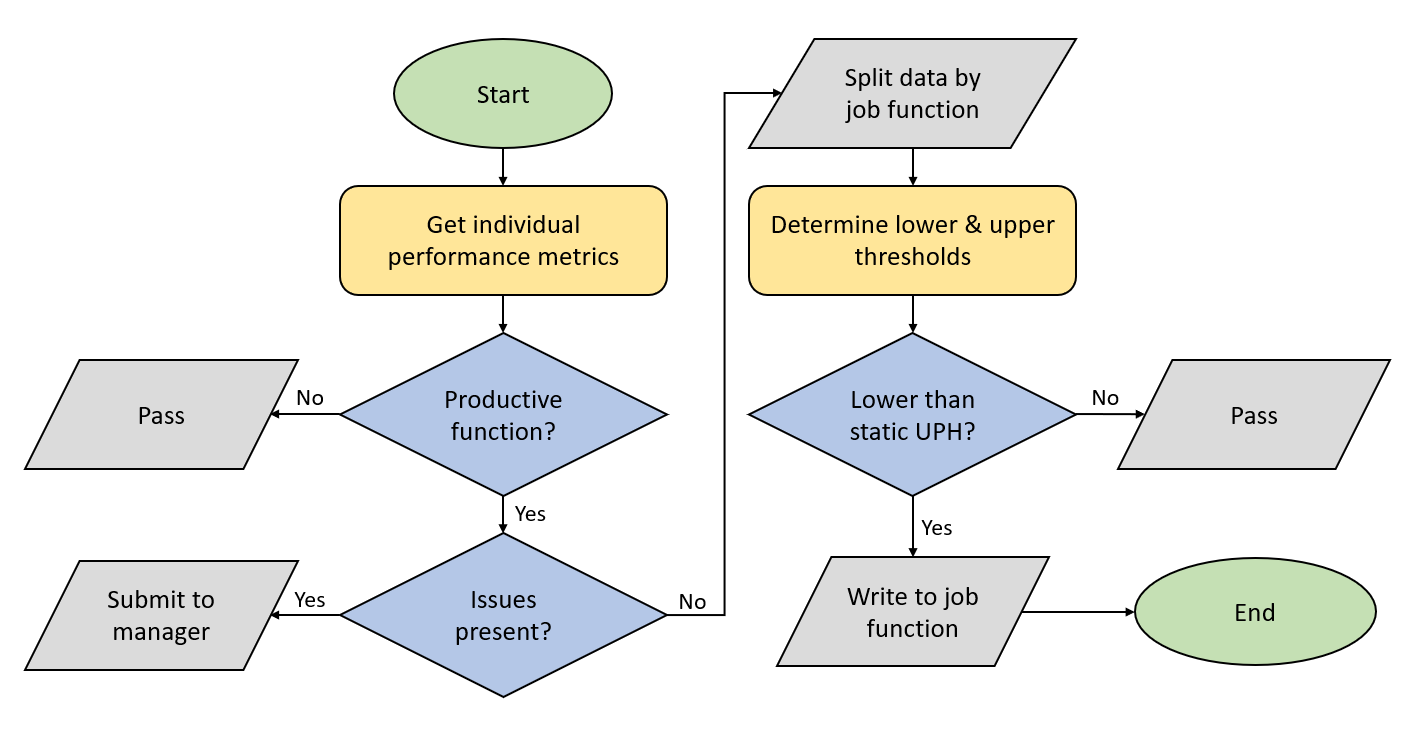 Start
Get individual
performance metrics
Productive
function?
No
Pass
Yes
Issues
present?
Yes
Submit to
manager
No
Split data by
job function
Determine lower & upper
thresholds
Lower than
static UPH?
No
Pass
Yes
Write to job
function
End